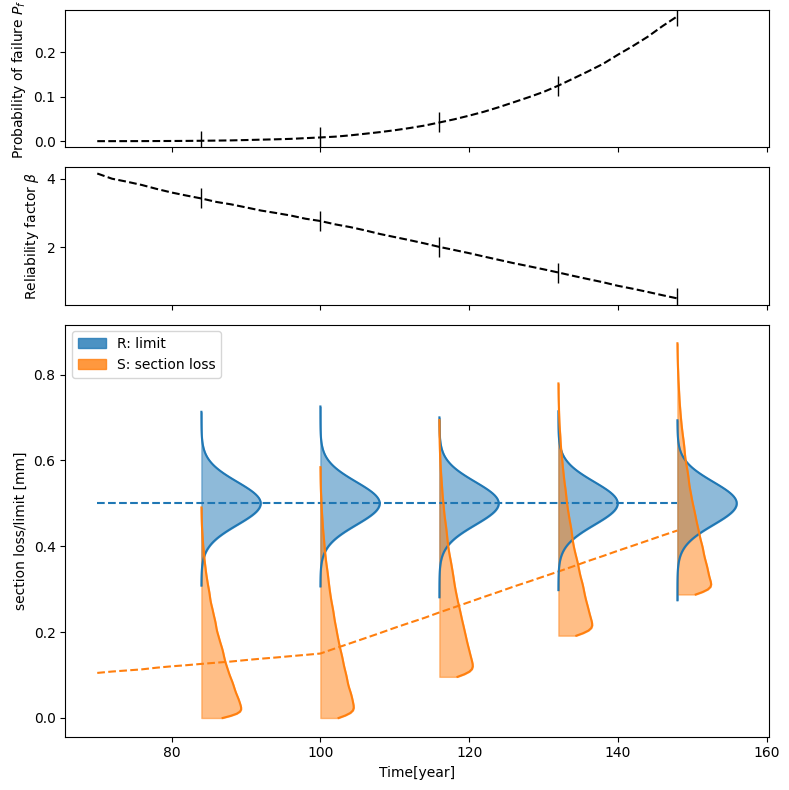 Probability of failure P_f
0.2
0.1
0.0
Reliability factor β
4
2
R: limit
S: section loss
section loss/limit [mm]
0.8
0.6
0.4
0.2
0.0
80
100
120
140
160
Time[year]